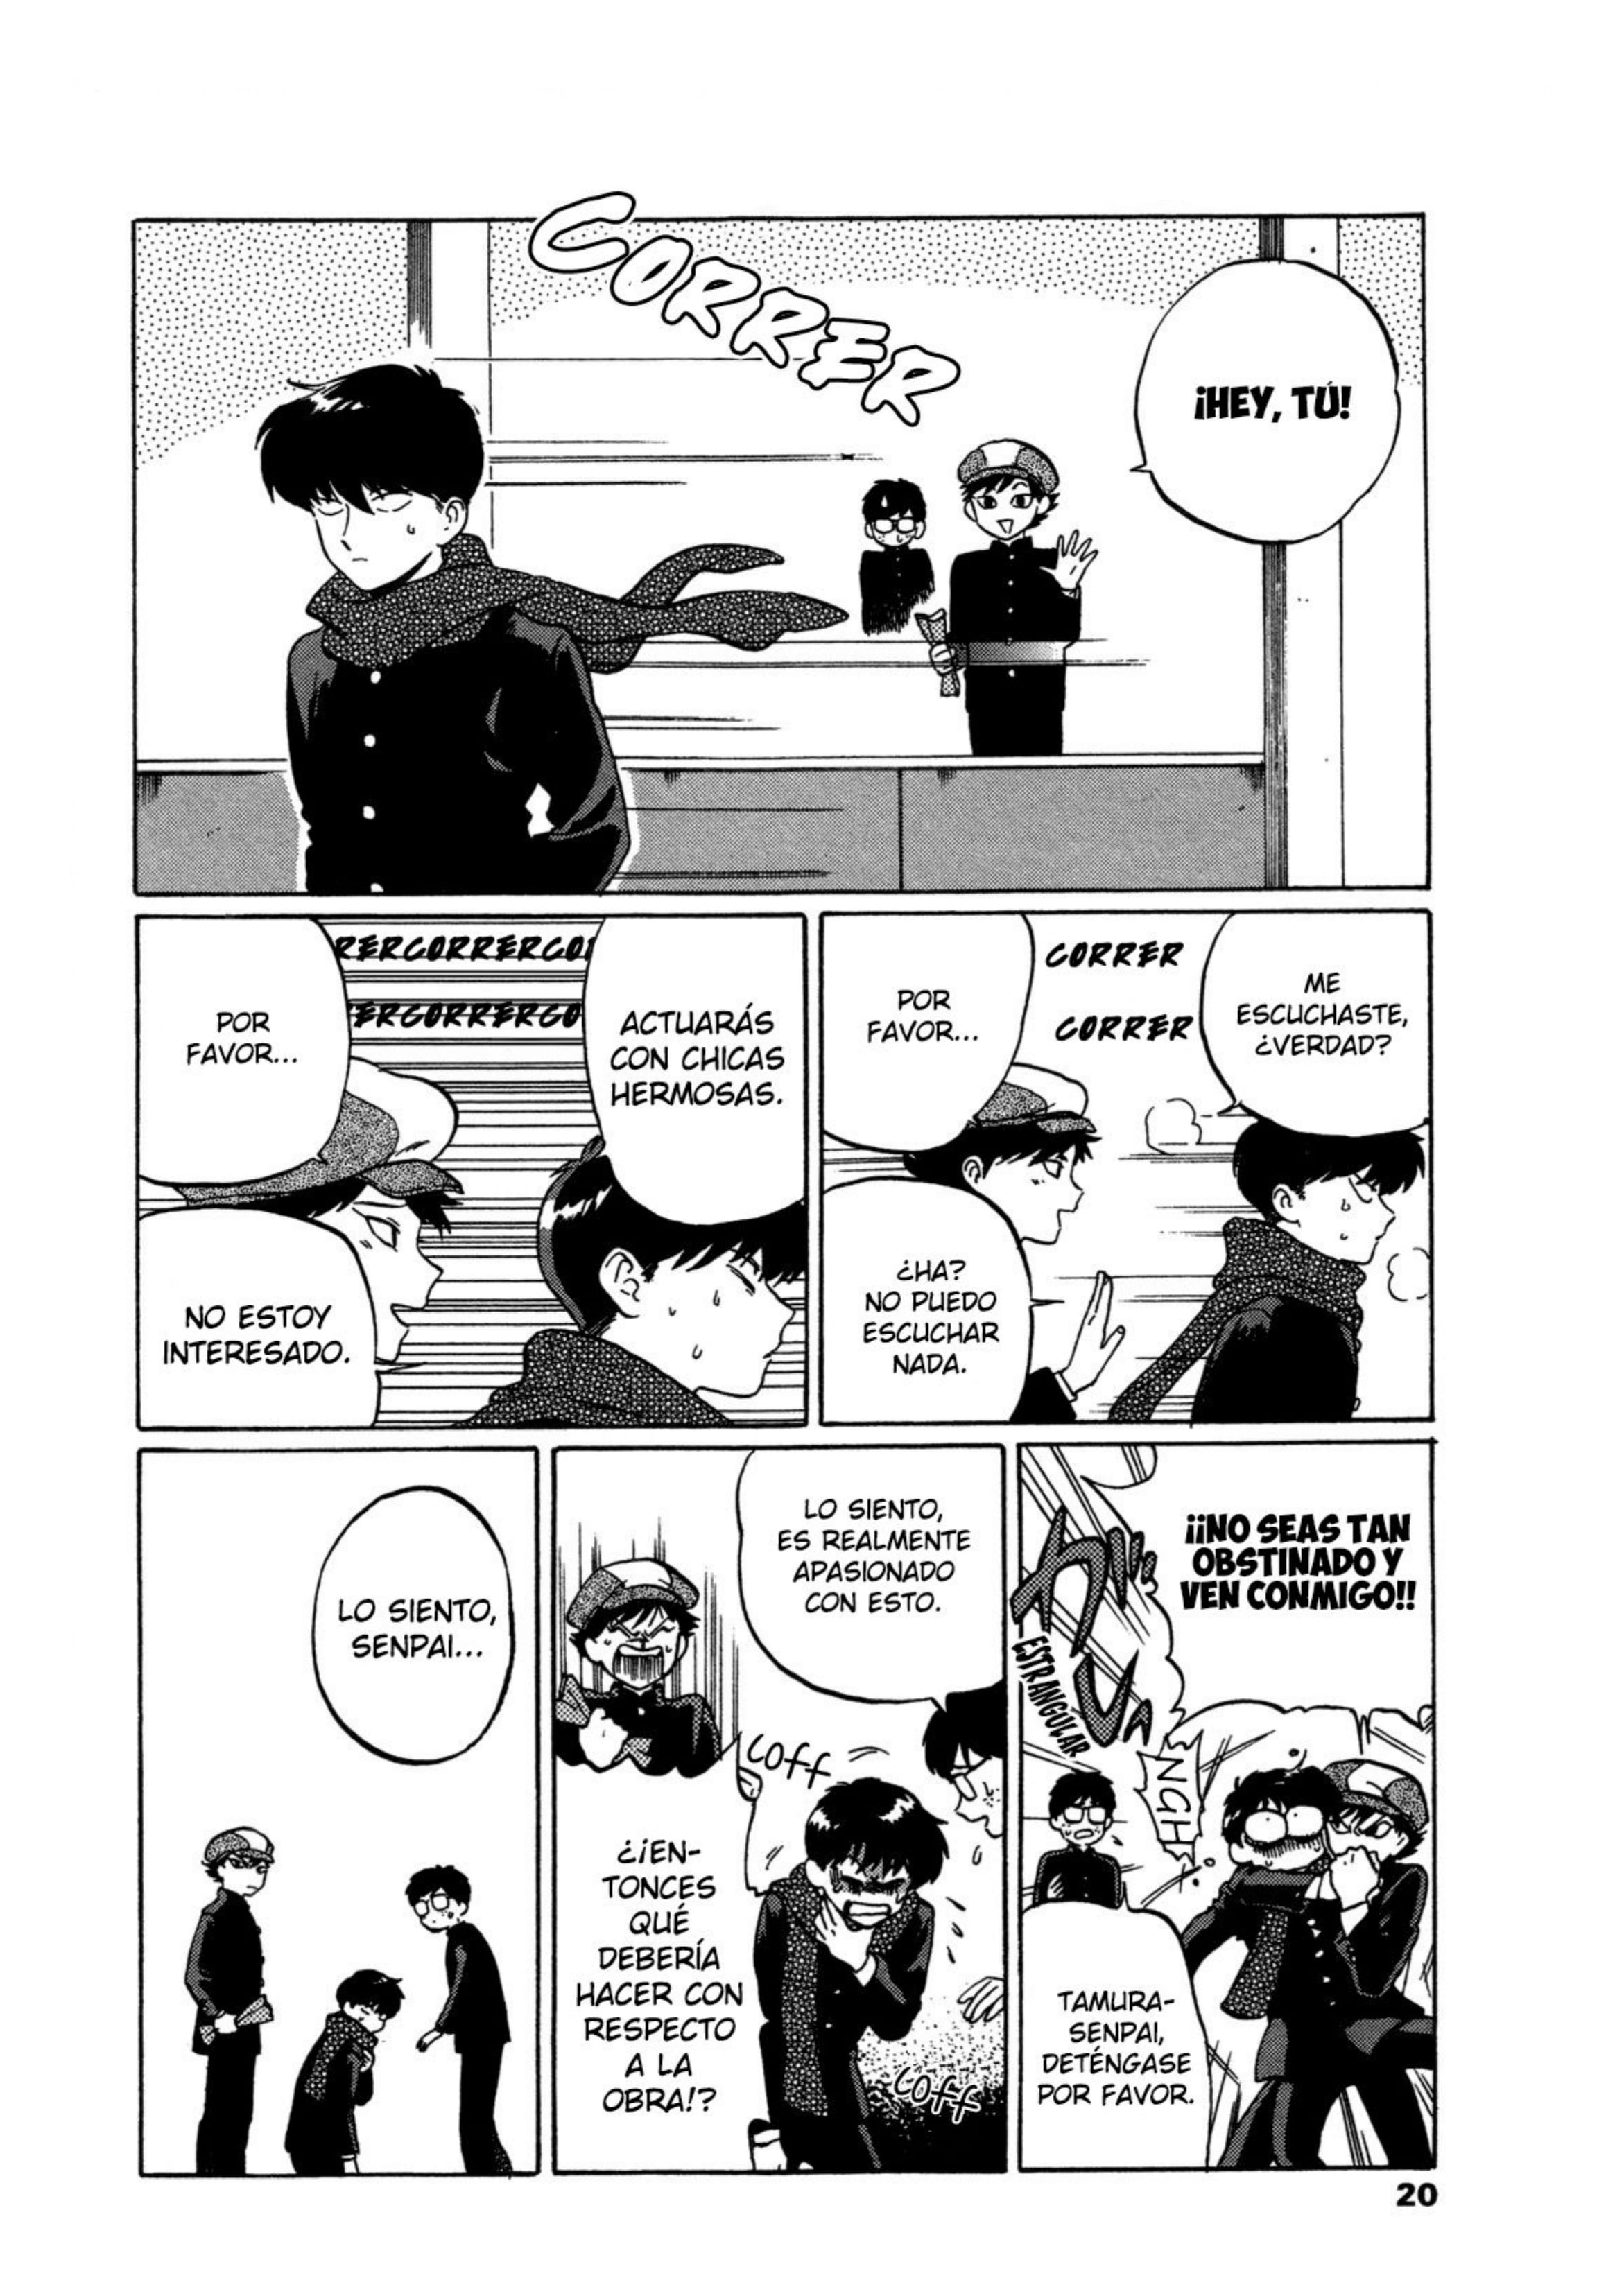 CORRER
¡HEY, TÚ!
ME
ESCUCHASTE,
¿VERDAD?
CORRER
CORRER
POR
FAVOR...
¿HA?
NO PUEDO
ESCUCHAR
NADA.
ACTUARÁS
CON CHICAS
HERMOSAS.
RERCORRERCO
ERCORRERCO
POR
FAVOR...
NO ESTOY
INTERESADO.
¡¡NO SEAS TAN
OBSTINADO Y
VEN CONMIGO!!
ESTRANGULAR
NGH
TAMURA-
SENPAI,
DETÉNGASE
POR FAVOR.
LO SIENTO,
ES REALMENTE
APASIONADO
CON ESTO.
COFF
¿¡EN-
TONCES
QUÉ
DEBERÍA
HACER CON
RESPECTO
A LA
OBRA!?
COFF
LO SIENTO,
SENPAI...
20